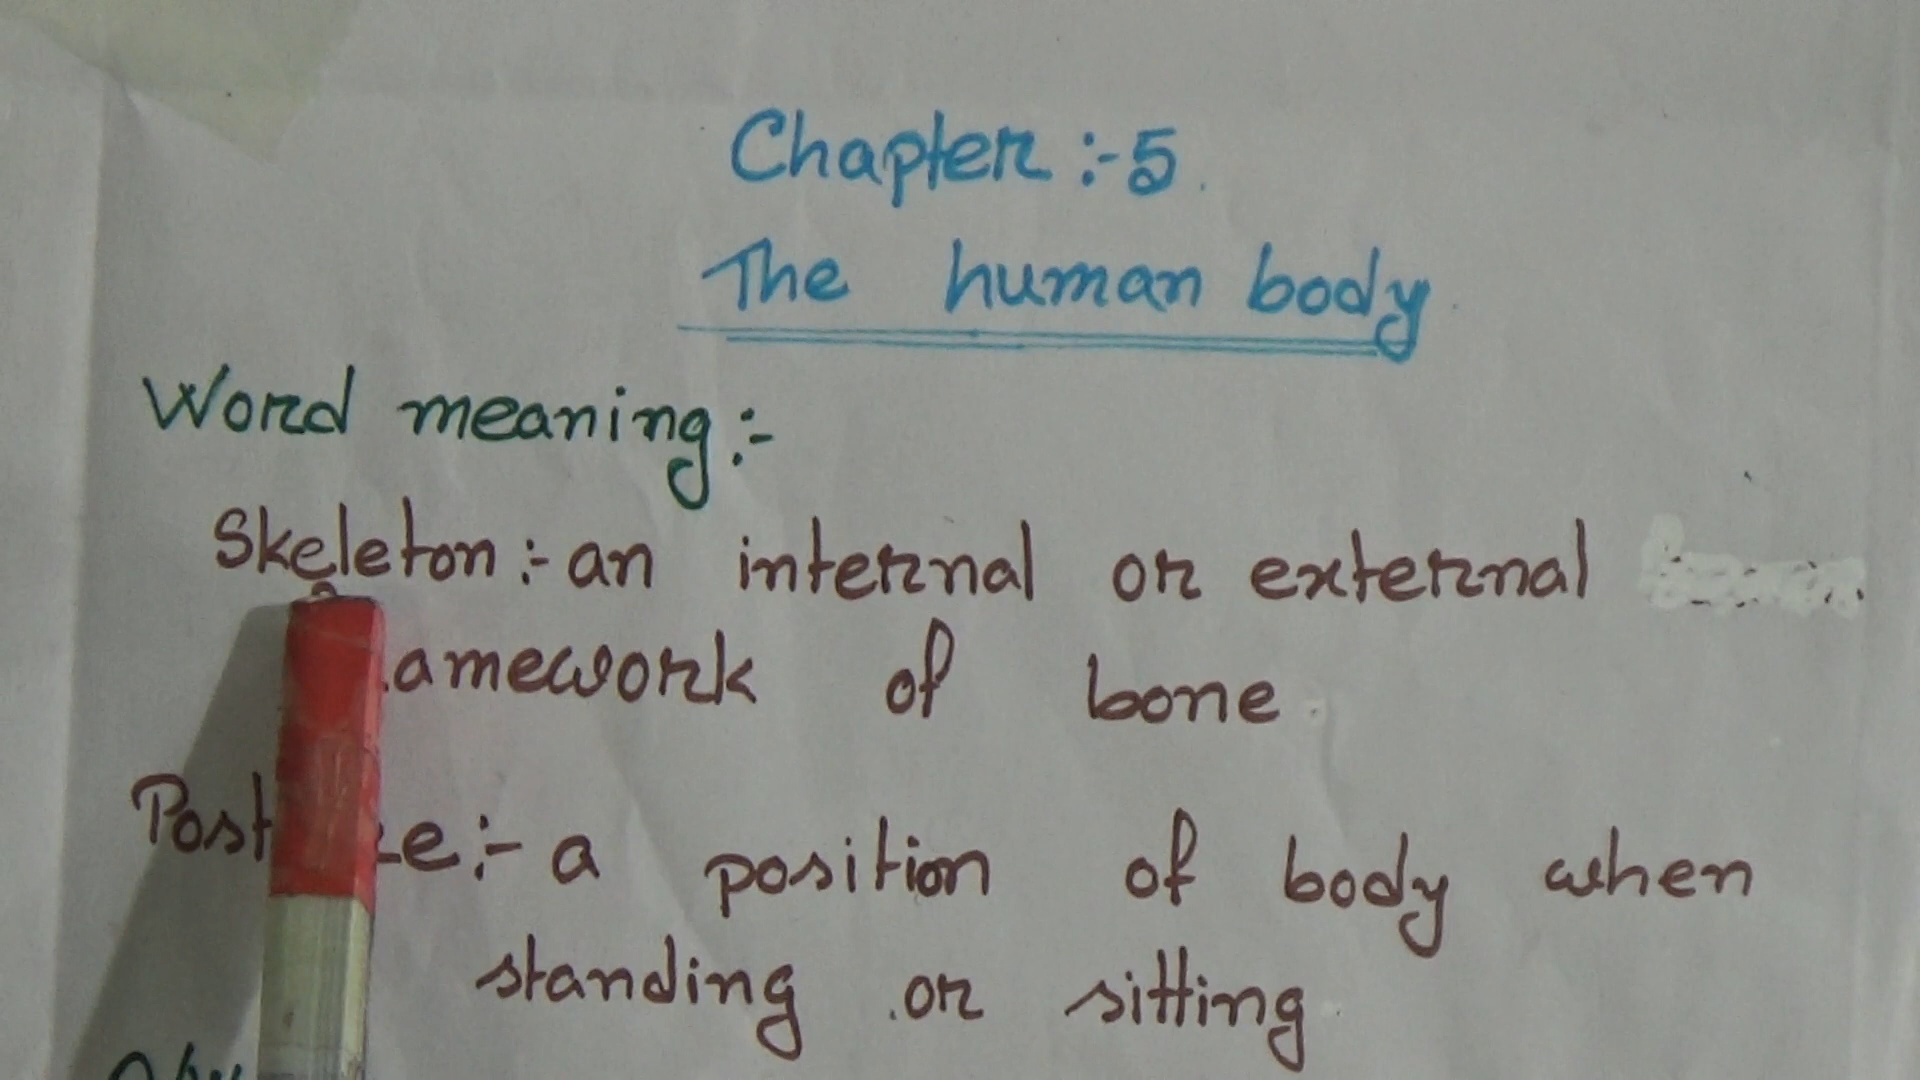 Chapter :- 5.
The human body
Word meaning :-
Skeleton :- an internal or external
amework of bone
Post e :- a position of body when
standing or sitting